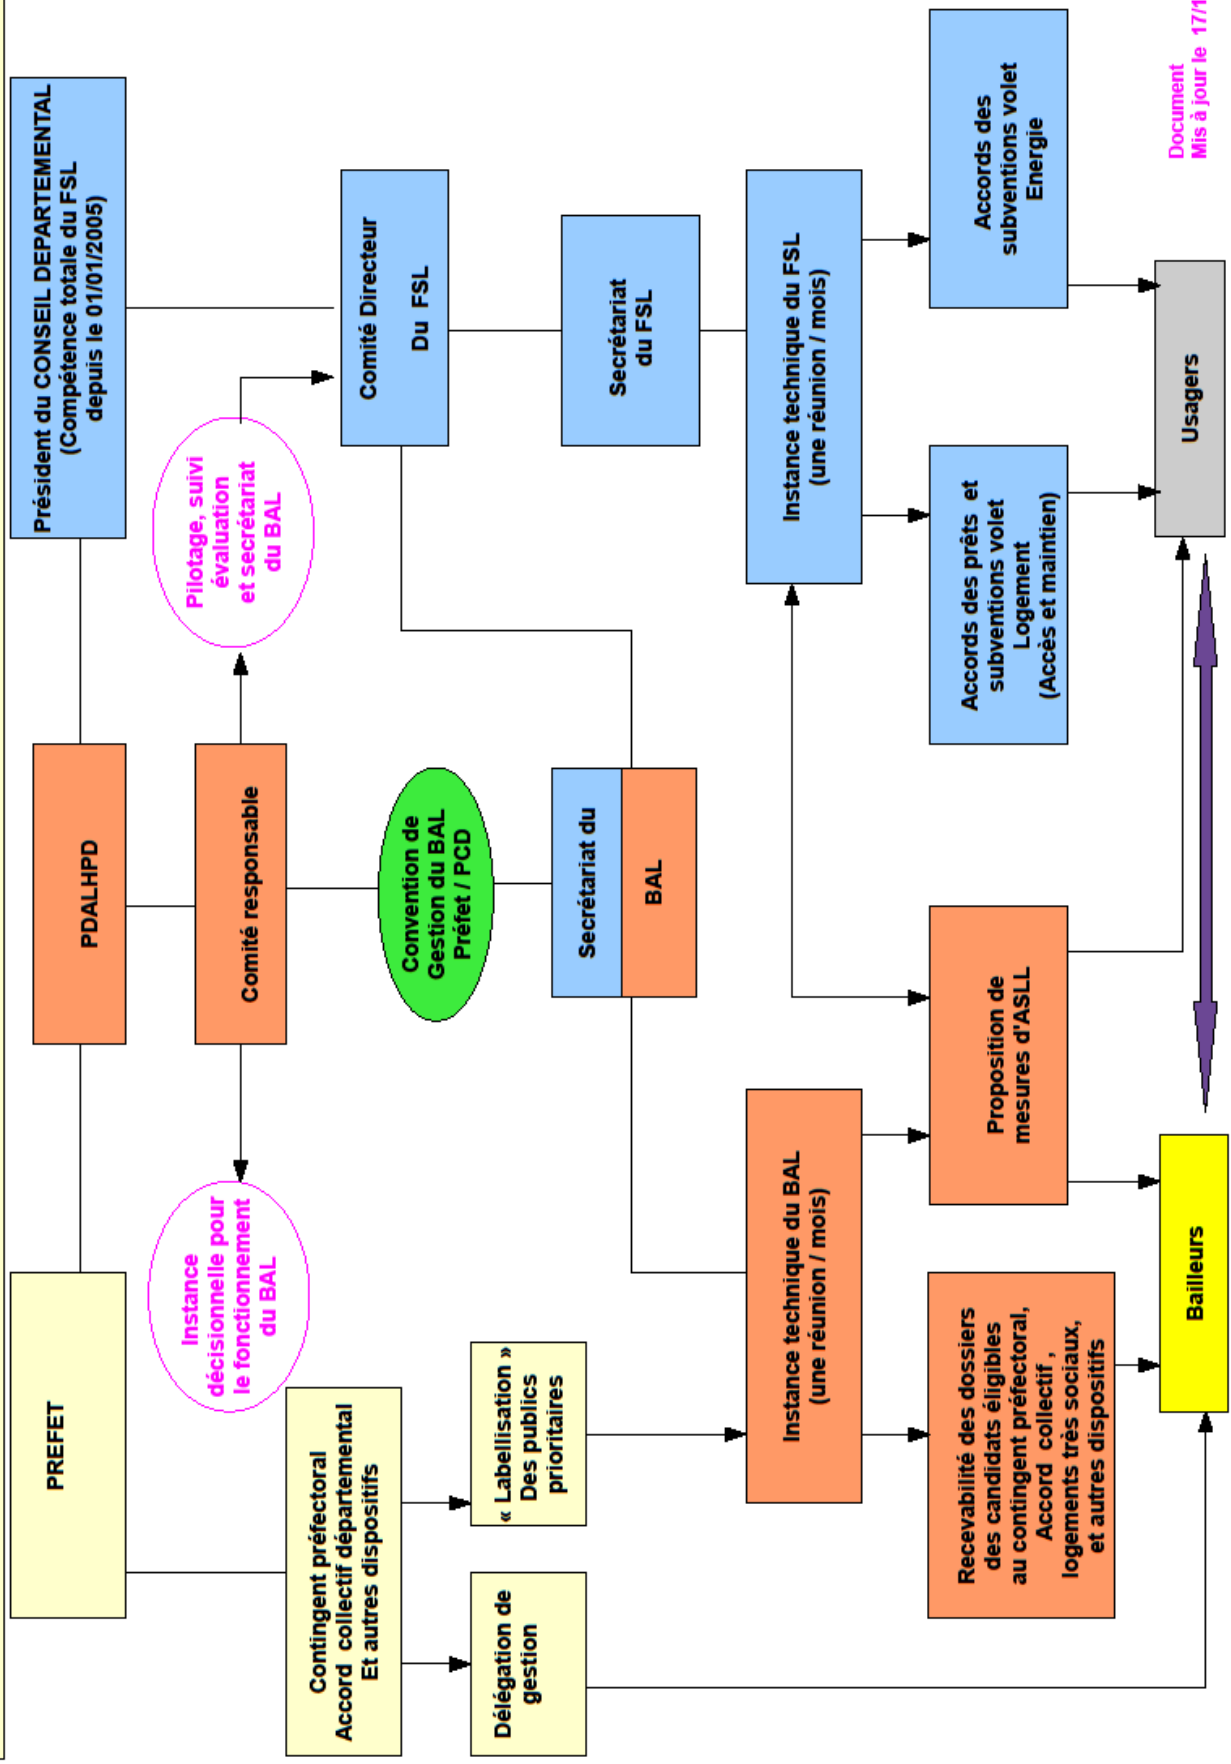 PREFET
PDALHPD
Président du CONSEIL DEPARTEMENTAL
(Compétence totale du FSL
depuis le 01/01/2005)
Instance
décisionnelle pour
le fonctionnement
du BAL
Comité responsable
Pilotage, suivi
évaluation
et secrétariat
du BAL
Contingent préfectoral
Accord collectif départemental
Et autres dispositifs
Convention de
Gestion du BAL
Préfet / PCD
Comité Directeur
Du FSL
Délégation de
gestion
« Labellisation »
Des publics
prioritaires
Secrétariat du
BAL
Secrétariat
du FSL
Instance technique du BAL
(une réunion / mois)
Instance technique du FSL
(une réunion / mois)
Recevabilité des dossiers
des candidats éligibles
au contingent préfectoral,
Accord collectif ,
logements très sociaux,
et autres dispositifs
Proposition de
mesures d'ASLL
Accords des prêts et
subventions volet
Logement
(Accès et maintien)
Accords des
subventions volet
Energie
Bailleurs
Usagers
Document
Mis à jour le 17/1